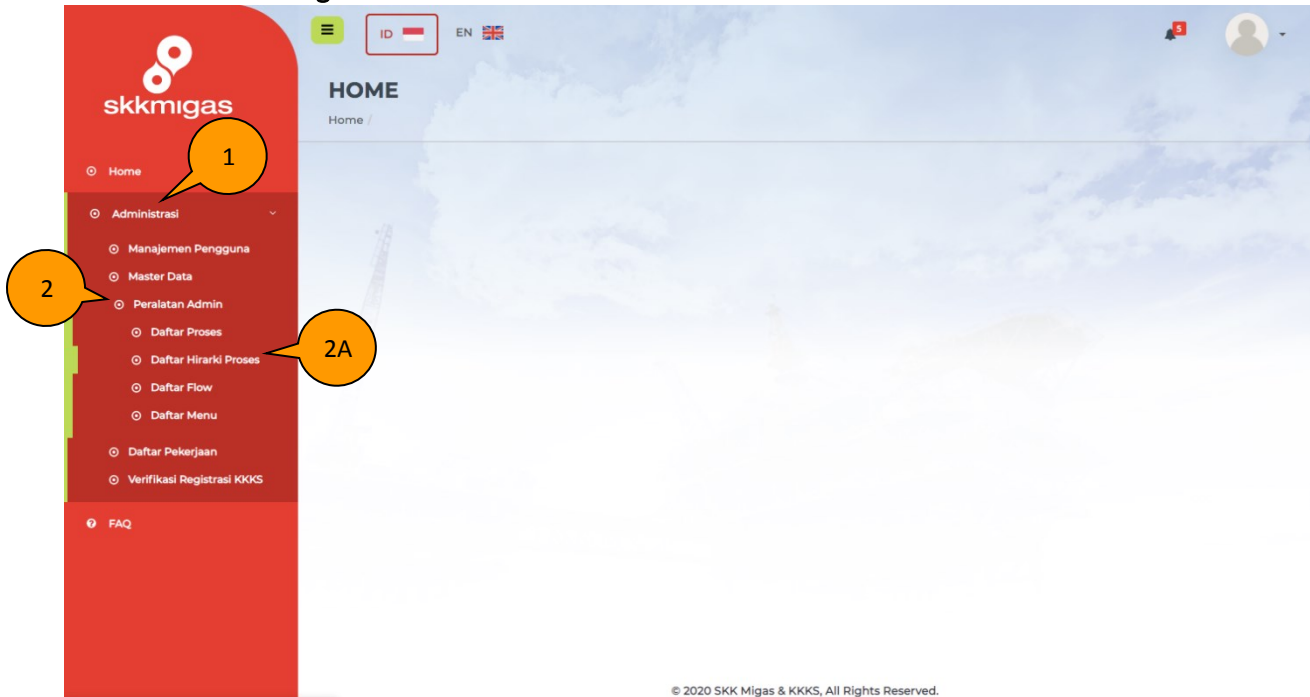 skkmigas
ID
EN
5
HOME
Home /
1
Home
Administrasi
Manajemen Pengguna
Master Data
2
Peralatan Admin
Daftar Proses
2A
Daftar Hirarki Proses
Daftar Flow
Daftar Menu
Daftar Pekerjaan
Verifikasi Registrasi KKKS
FAQ
© 2020 SKK Migas & KKKS, All Rights Reserved.